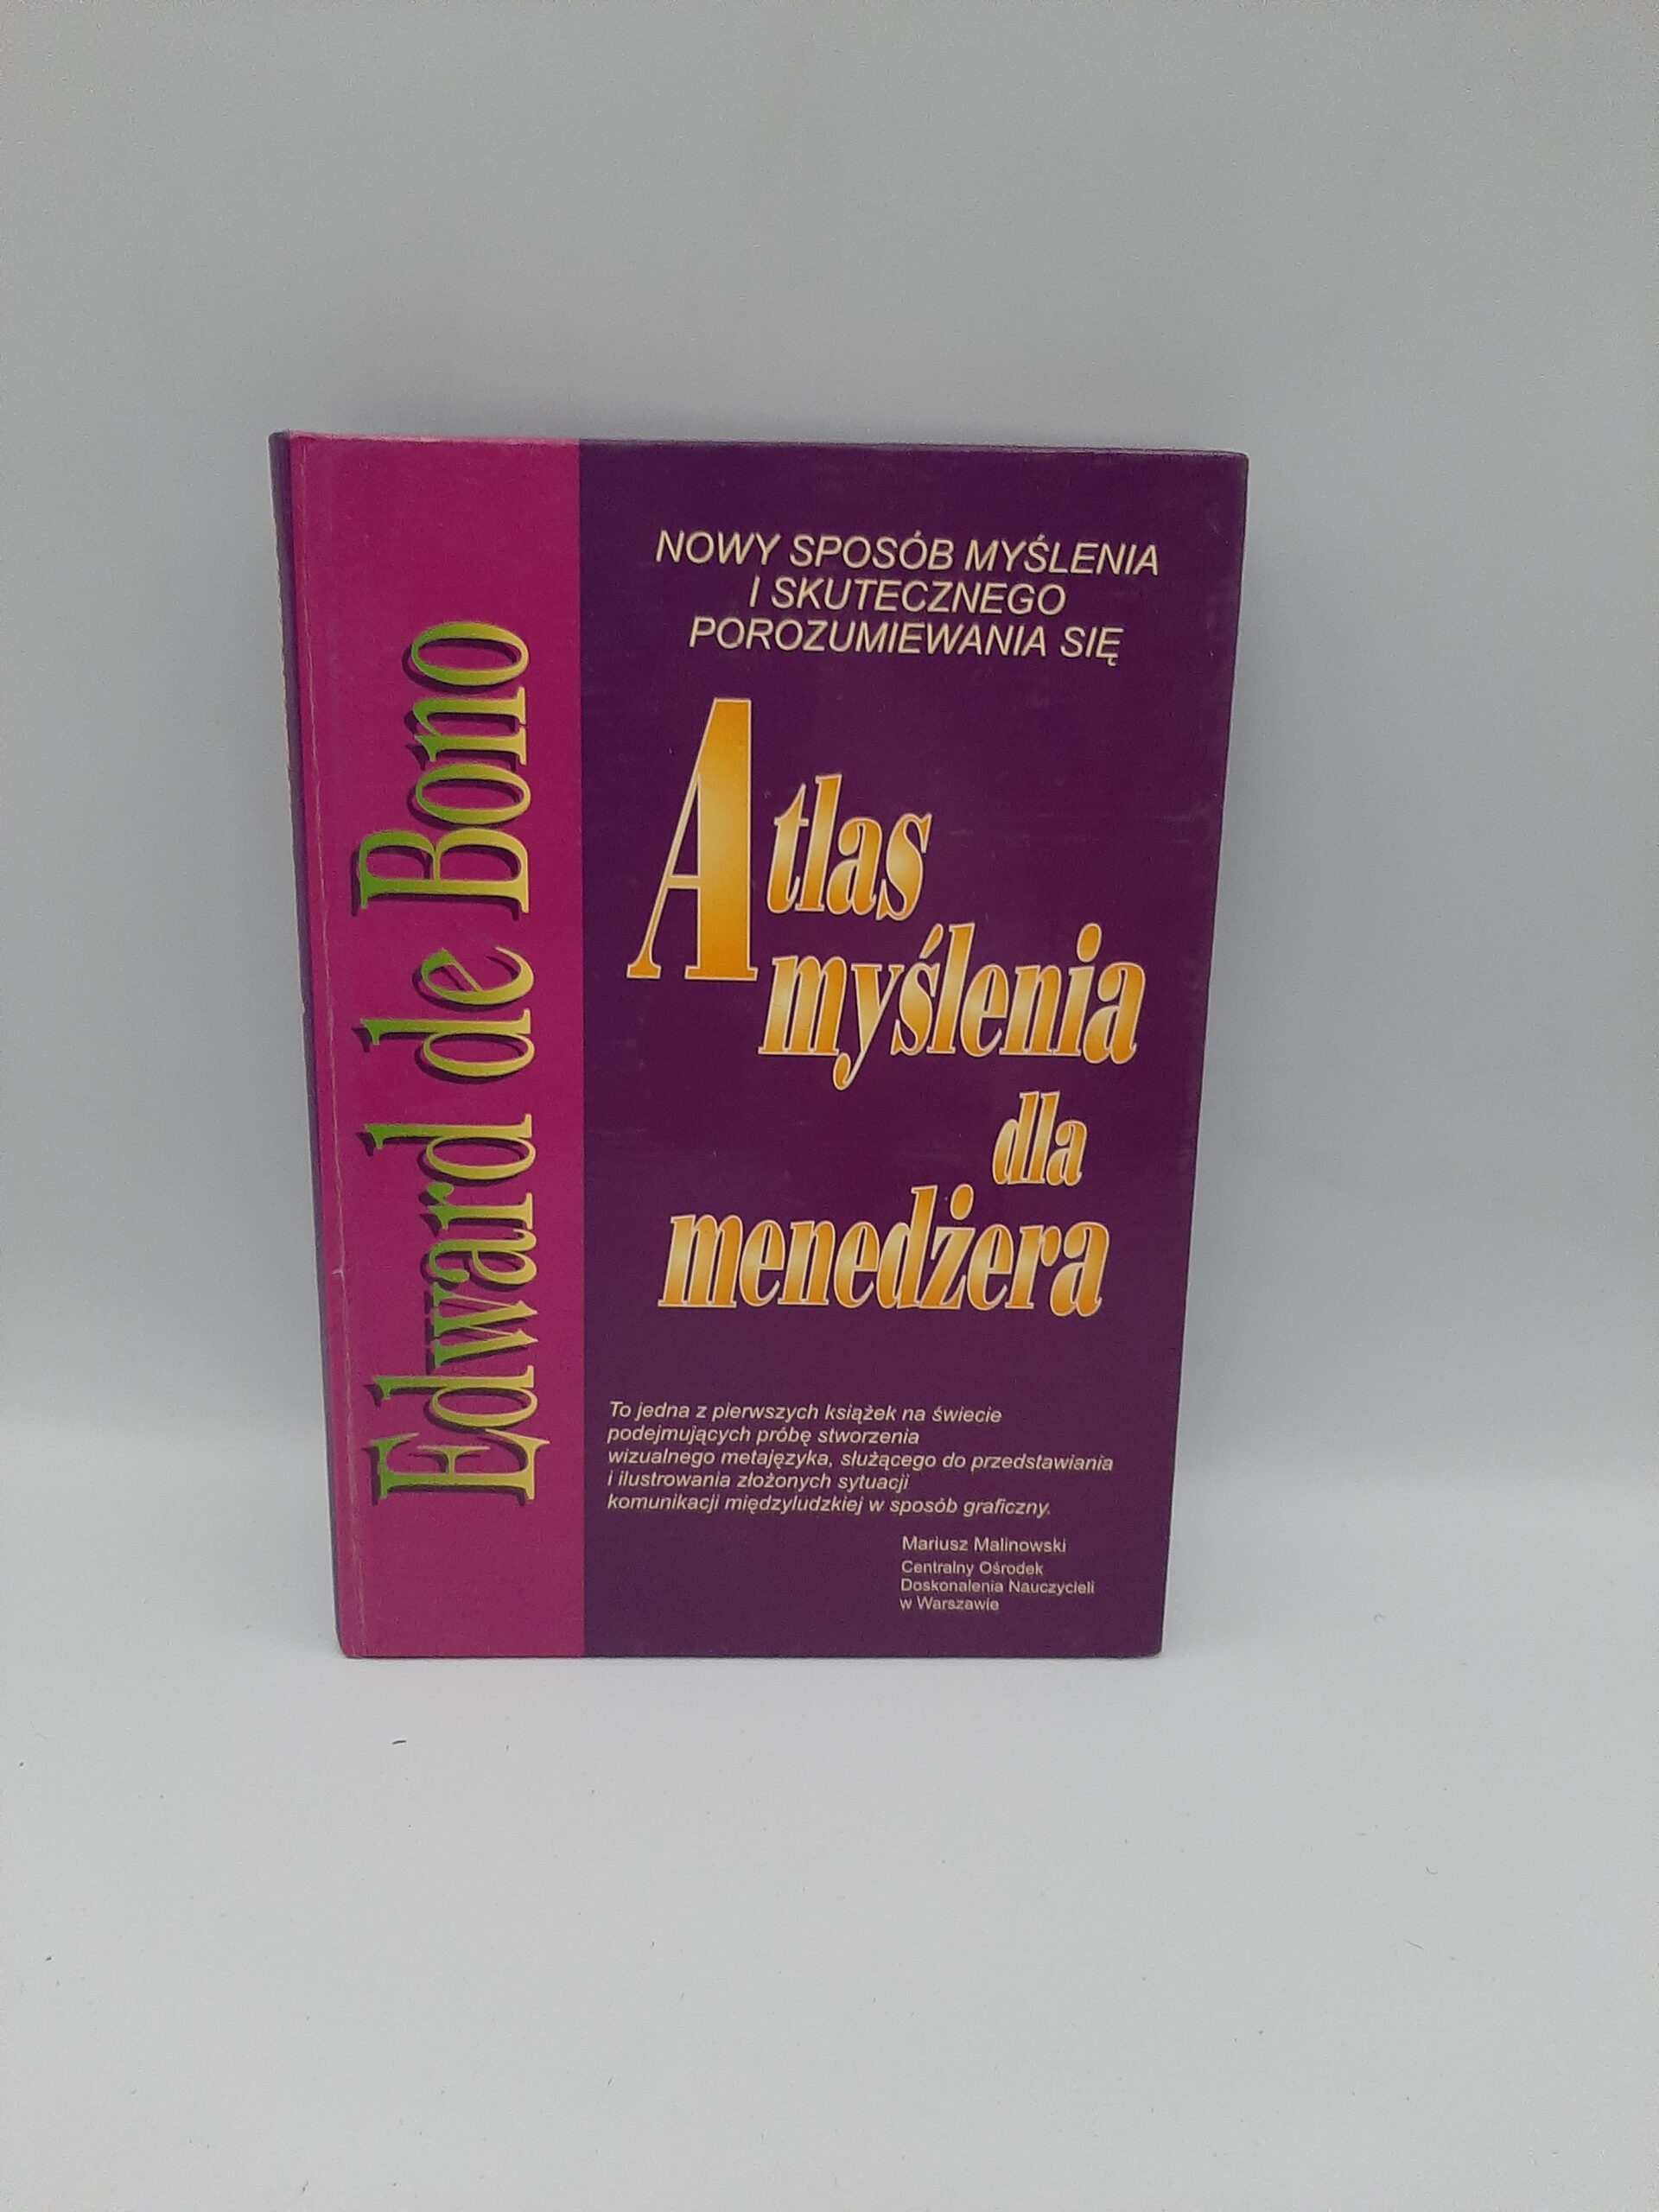 Edward de Bono
NOWY SPOSÓB MYŚLENIA
I SKUTECZNEGO
POROZUMIEWANIA SIĘ
Atlas
myślenia
dla
menedżera
To jedna z pierwszych książek na świecie
podejmujących próbę stworzenia
wizualnego metajęzyka, służącego do przedstawiania
i ilustrowania złożonych sytuacji
komunikacji międzyludzkiej w sposób graficzny.
Mariusz Malinowski
Centralny Ośrodek
Doskonalenia Nauczycieli
w Warszawie